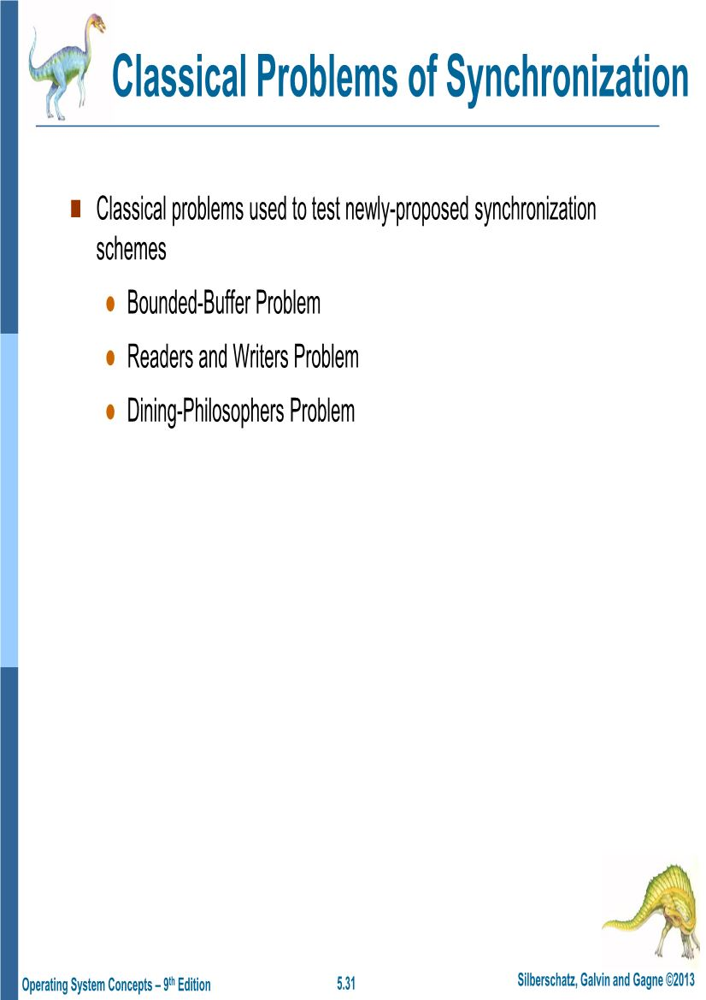 Classical Problems of Synchronization
Classical problems used to test newly-proposed synchronization
schemes
Bounded-Buffer Problem
Readers and Writers Problem
Dining-Philosophers Problem
Operating System Concepts – 9th Edition
5.31
Silberschatz, Galvin and Gagne ©2013